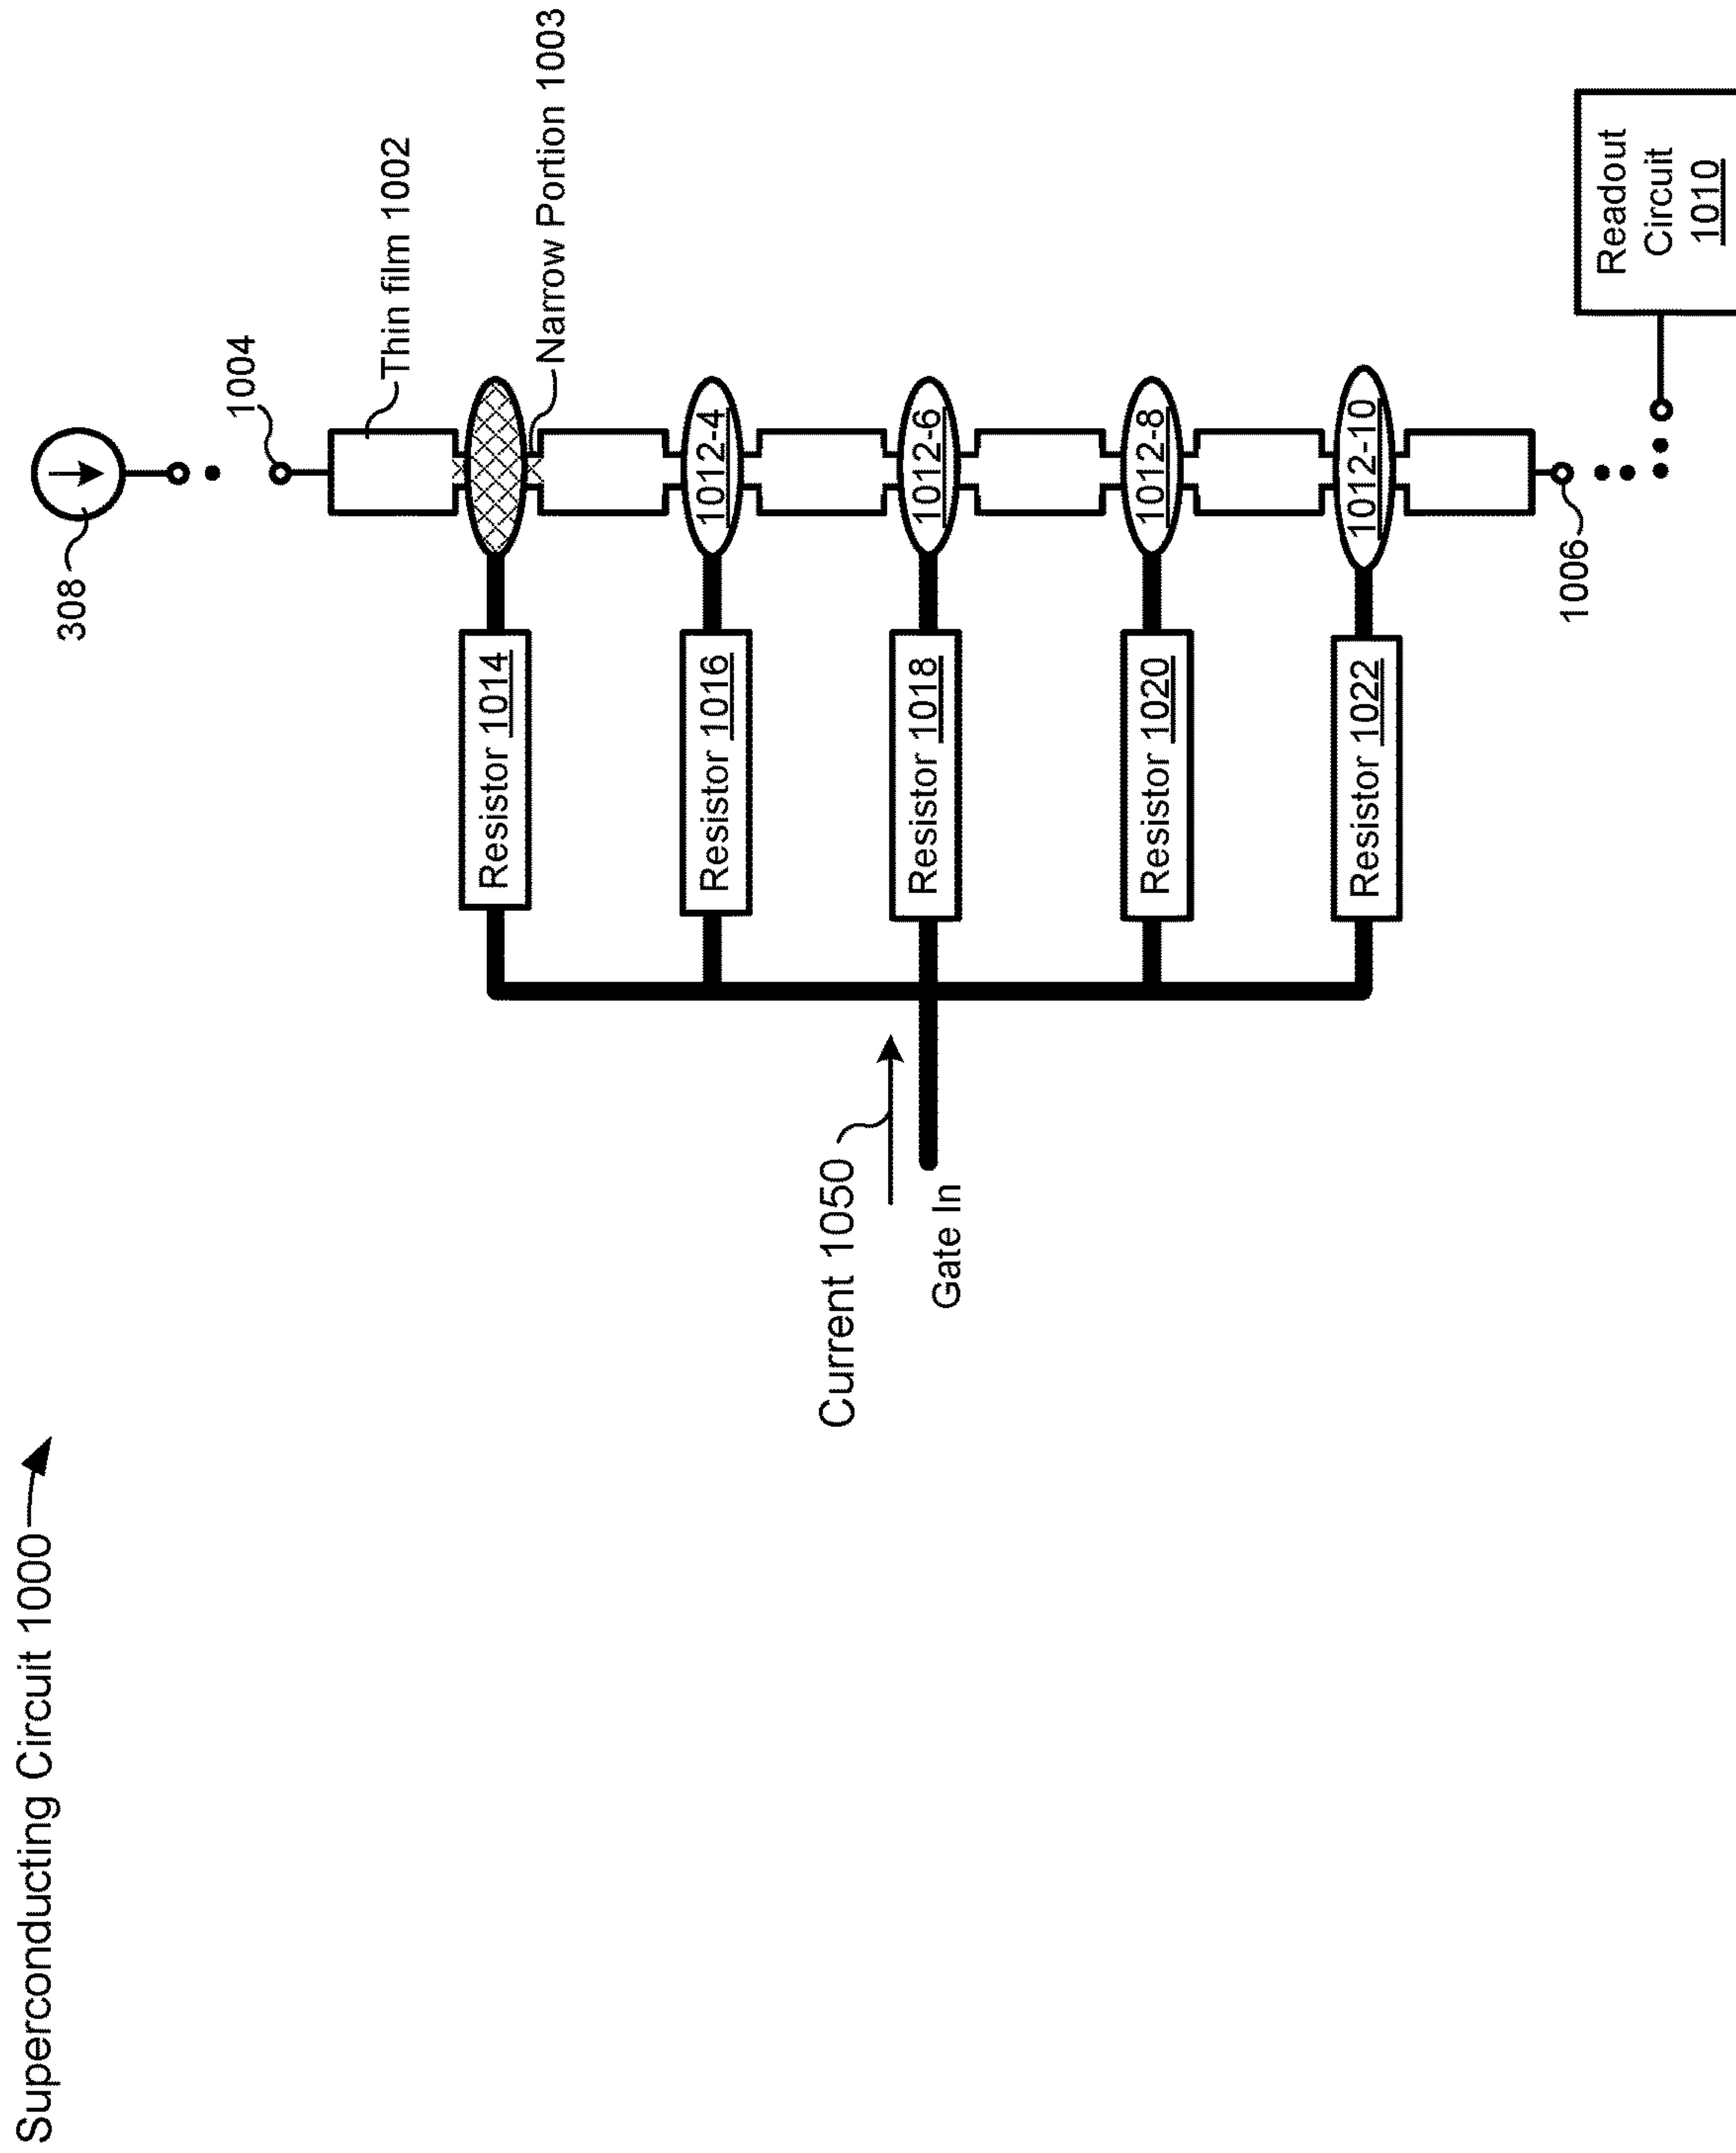 Superconducting Circuit 1000
308
1004
Thin film 1002
Narrow Portion 1003
Resistor 1014
Resistor 1016
1012-4
Current 1050
Gate In
Resistor 1018
1012-6
Resistor 1020
1012-8
Resistor 1022
1012-10
1006
Readout
Circuit
1010